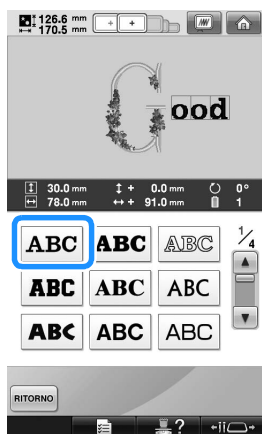 126.6 mm
170.5 mm
Good
30.0 mm + 0.0 mm 0°
78.0 mm + 91.0 mm 1
ABC ABC ABC 1/4
ABC ABC ABC
ABC ABC ABC
RITORNO
?